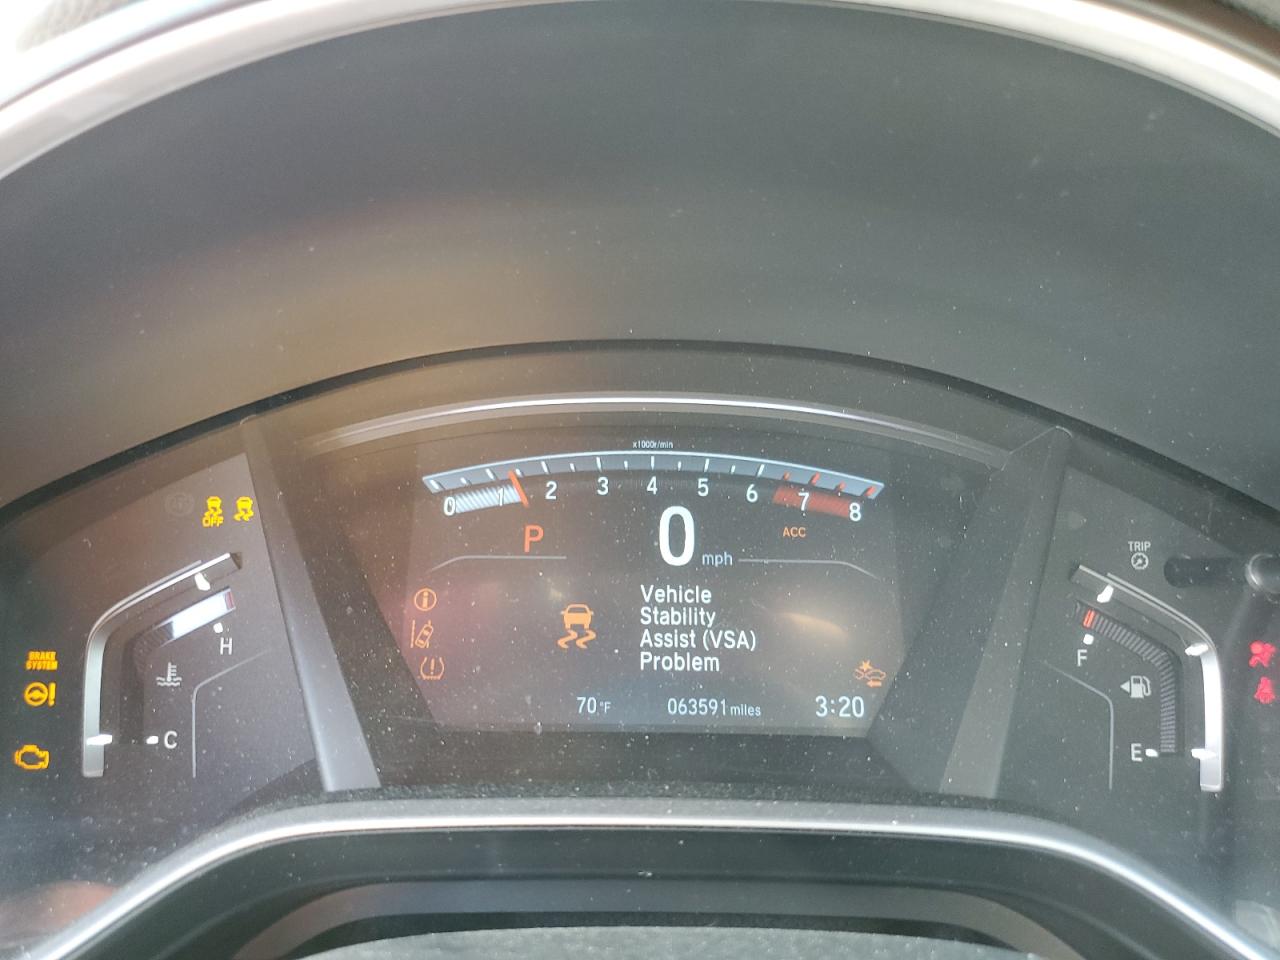 x1000r/min
0 1 2 3 4 5 6 7 8
OFF
P
0 mph
ACC
TRIP
Vehicle
Stability
Assist (VSA)
Problem
H
F
BRAKE
SYSTEM
70°F
063591 miles
3:20
C
E